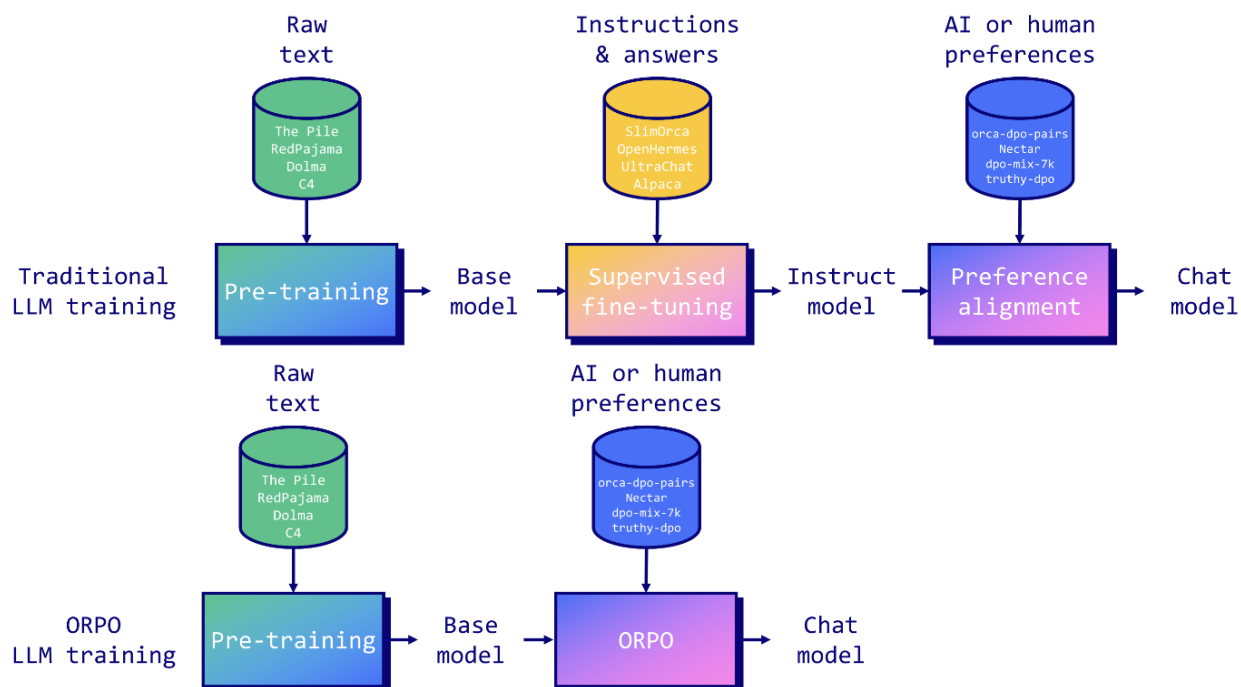 Raw
text
Instructions
& answers
AI or human
preferences
The Pile
RedPajama
Dolma
C4
SlimOrca
OpenHermes
UltraChat
Alpaca
orca-dpo-pairs
Nectar
dpo-mix-7k
truthy-dpo
Traditional
LLM training
Pre-training
Base
model
Supervised
fine-tuning
Instruct
model
Preference
alignment
Chat
model
Raw
text
AI or human
preferences
The Pile
RedPajama
Dolma
C4
orca-dpo-pairs
Nectar
dpo-mix-7k
truthy-dpo
ORPO
LLM training
Pre-training
Base
model
ORPO
Chat
model